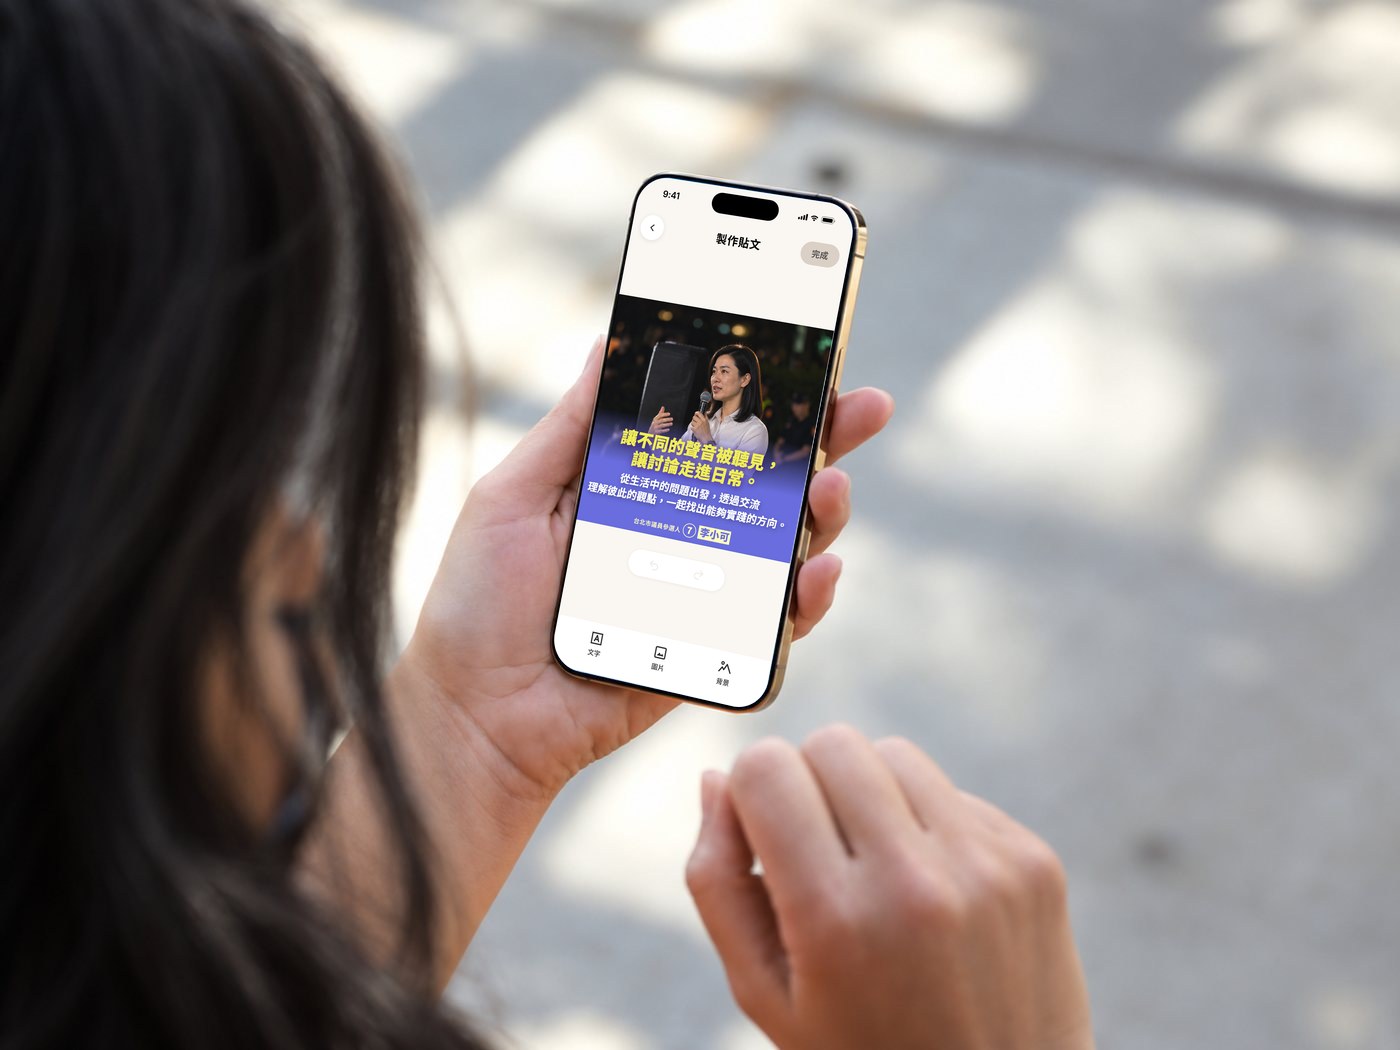 9:41
製作貼文
完成
讓不同的聲音被聽見，
讓討論走進日常。
從生活中的問題出發，透過交流
理解彼此的觀點，一起找出能夠實踐的方向。
台北市議員參選人 7 李小可
文字
圖片
背景